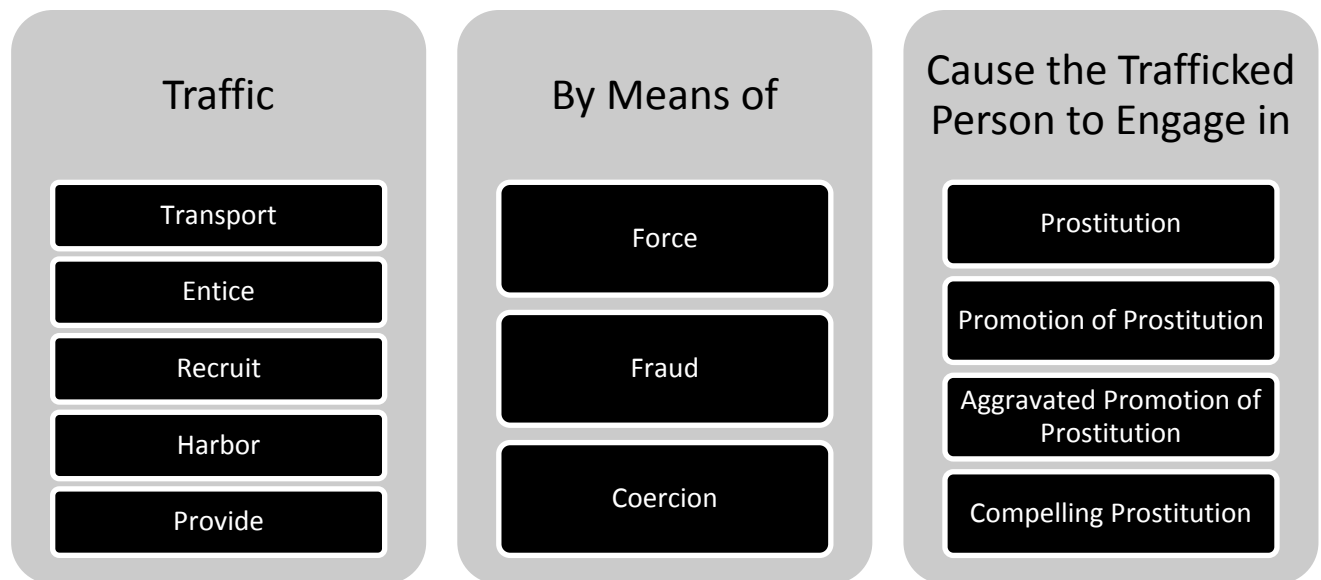 Traffic
Transport
Entice
Recruit
Harbor
Provide
By Means of
Force
Fraud
Coercion
Cause the Trafficked
Person to Engage in
Prostitution
Promotion of Prostitution
Aggravated Promotion of
Prostitution
Compelling Prostitution